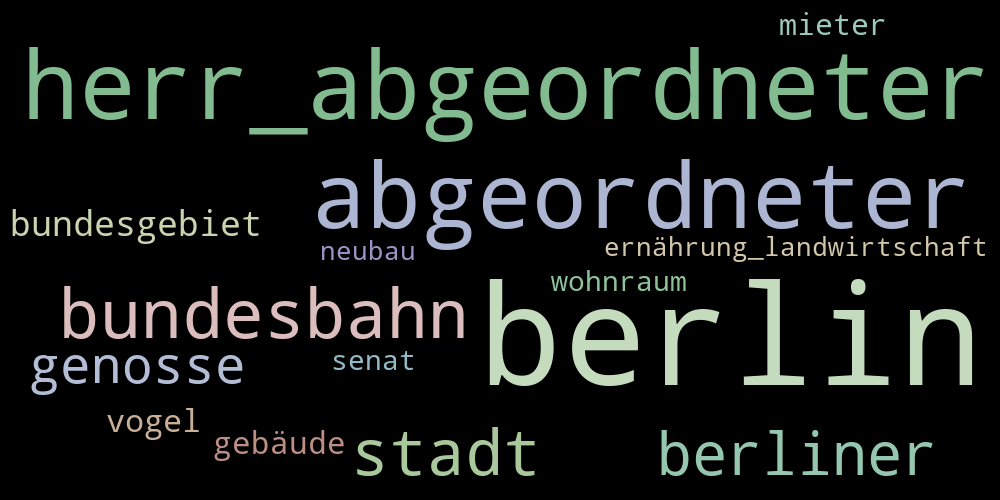 mieter
herr_abgeordneter
abgeordneter
bundesgebiet
neubau
ernährung_landwirtschaft
wohnraum
bundesbahn
berlin
genosse
senat
vogel
gebäude
stadt
berliner